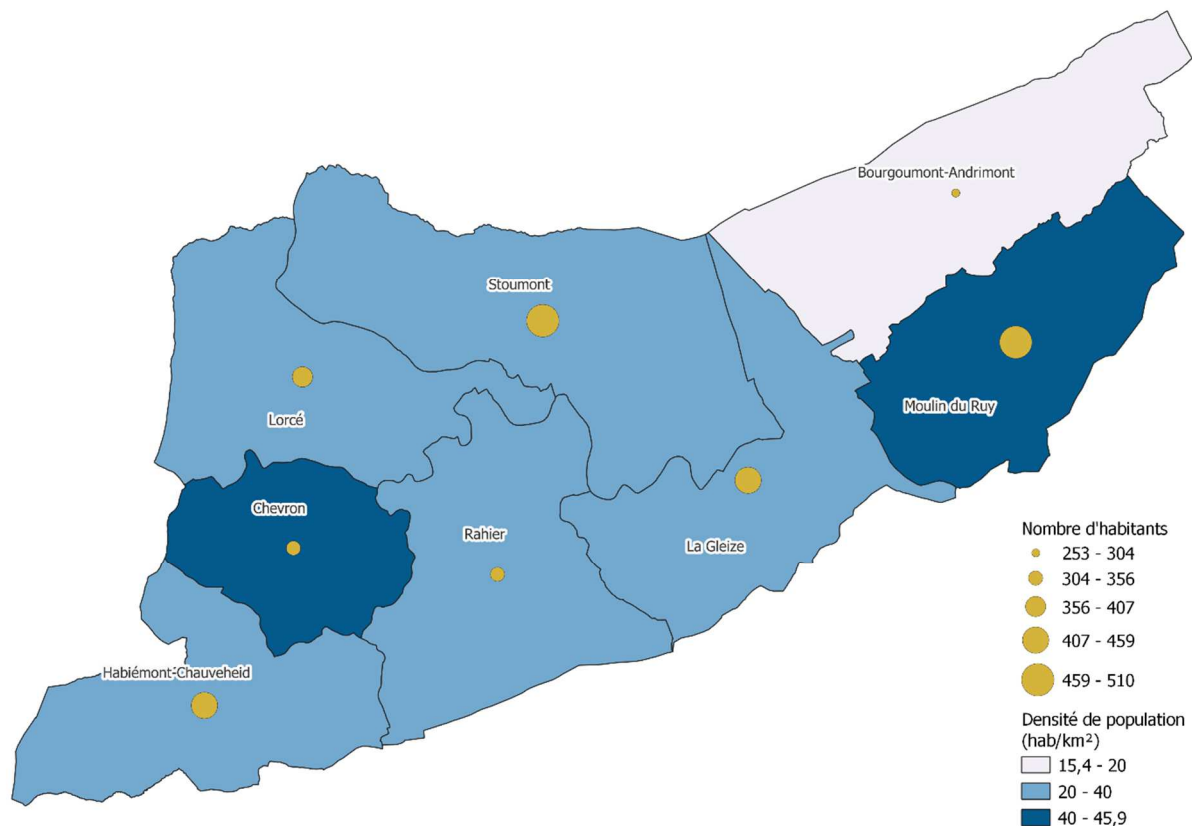 Bourgoumont-Andrimont
Stoumont
Moulin du Ruy
Lorcé
Chevron
Rahier
La Gleize
Habiémont-Chauveheid
Nombre d'habitants
253 - 304
304 - 356
356 - 407
407 - 459
459 - 510
Densité de population
(hab/km²)
15,4 - 20
20 - 40
40 - 45,9